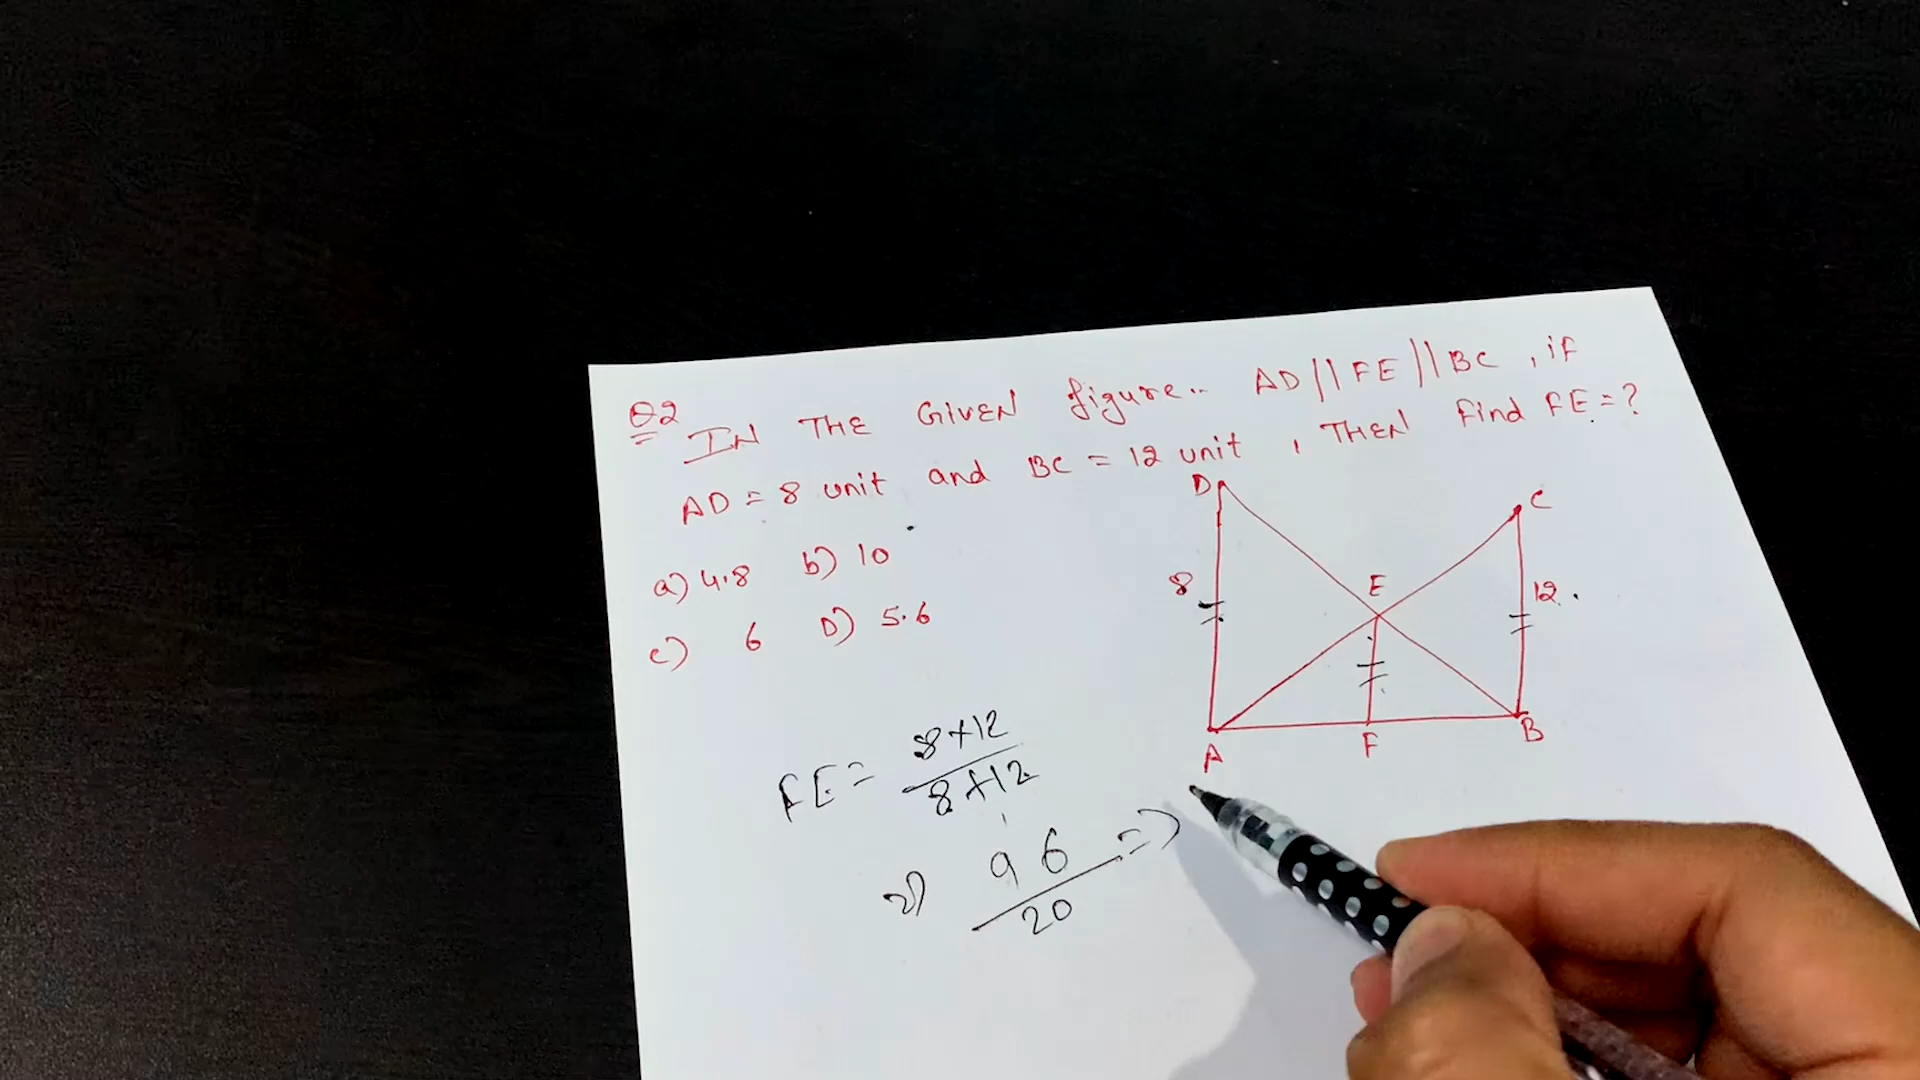 Q2 IN THE GIVEN figure.. AD||FE||BC, if
AD = 8 unit and BC = 12 unit, THEN find FE=?
a) 4.8 b) 10
c) 6 D) 5.6
D
C
8
E
12.
A
F
B
FE = 8+12
8+12
96 =>
20